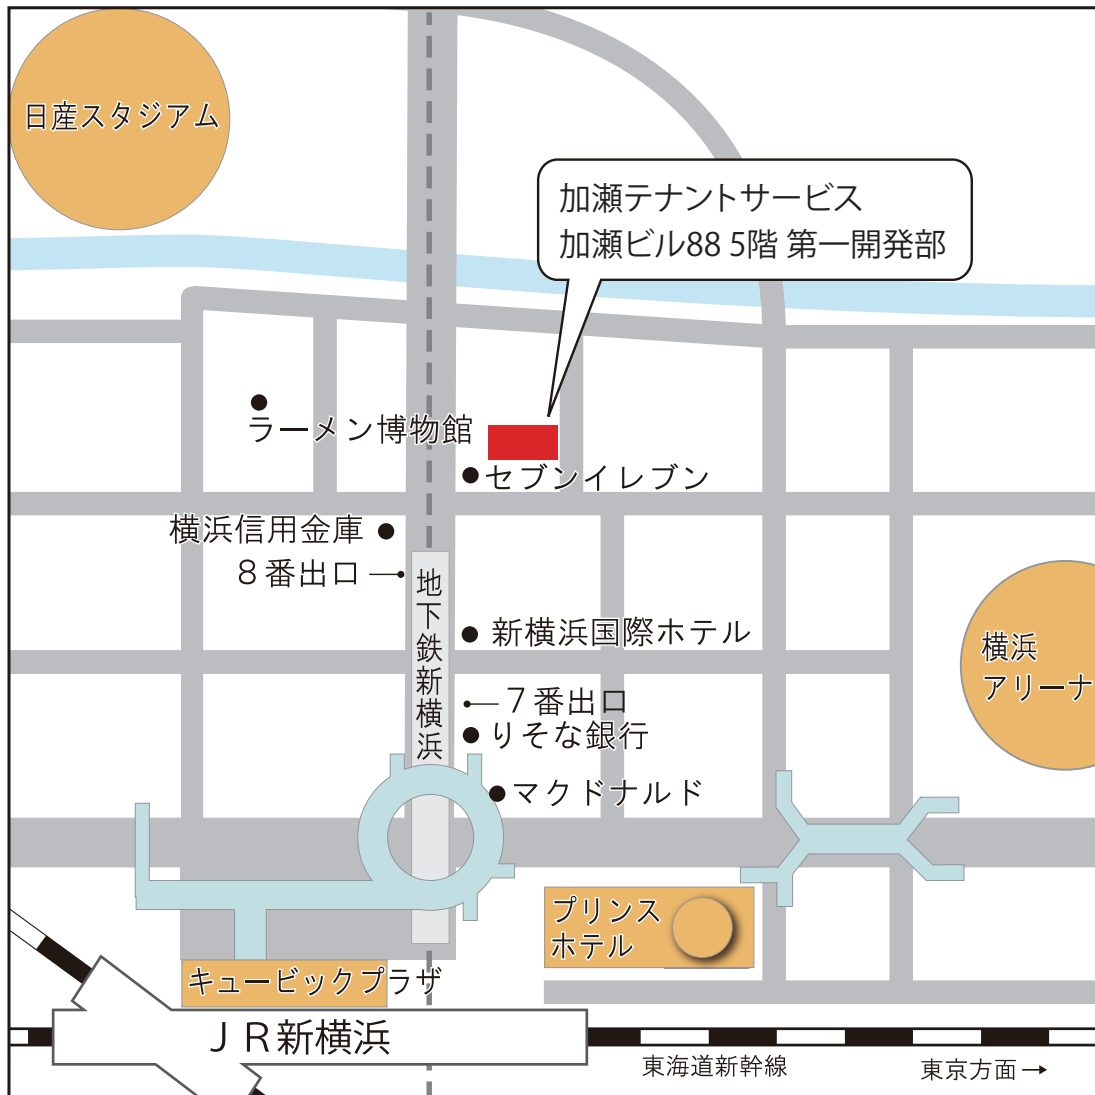 日産スタジアム
加瀬テナントサービス
加瀬ビル88 5階 第一開発部
ラーメン博物館
セブンイレブン
横浜信用金庫
８番出口
地下鉄新横浜
新横浜国際ホテル
横浜
アリーナ
７番出口
りそな銀行
マクドナルド
プリンス
ホテル
キュービックプラザ
ＪＲ新横浜
東海道新幹線
東京方面→